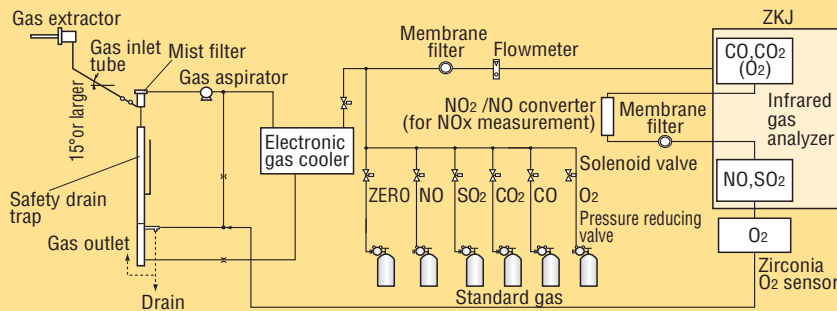 Gas extractor
Gas inlet
tube
Mist filter
Gas aspirator
15°or larger
Safety drain
trap
Gas outlet
Drain
Electronic
gas cooler
Membrane
filter
Flowmeter
NO2 /NO converter
(for NOx measurement)
Membrane
filter
ZKJ
CO,CO2
(O2)
Infrared
gas
analyzer
NO,SO2
Solenoid valve
ZERO
NO
SO2
CO2
CO
O2
Pressure reducing
valve
Standard gas
O2
Zirconia
O2 sensor